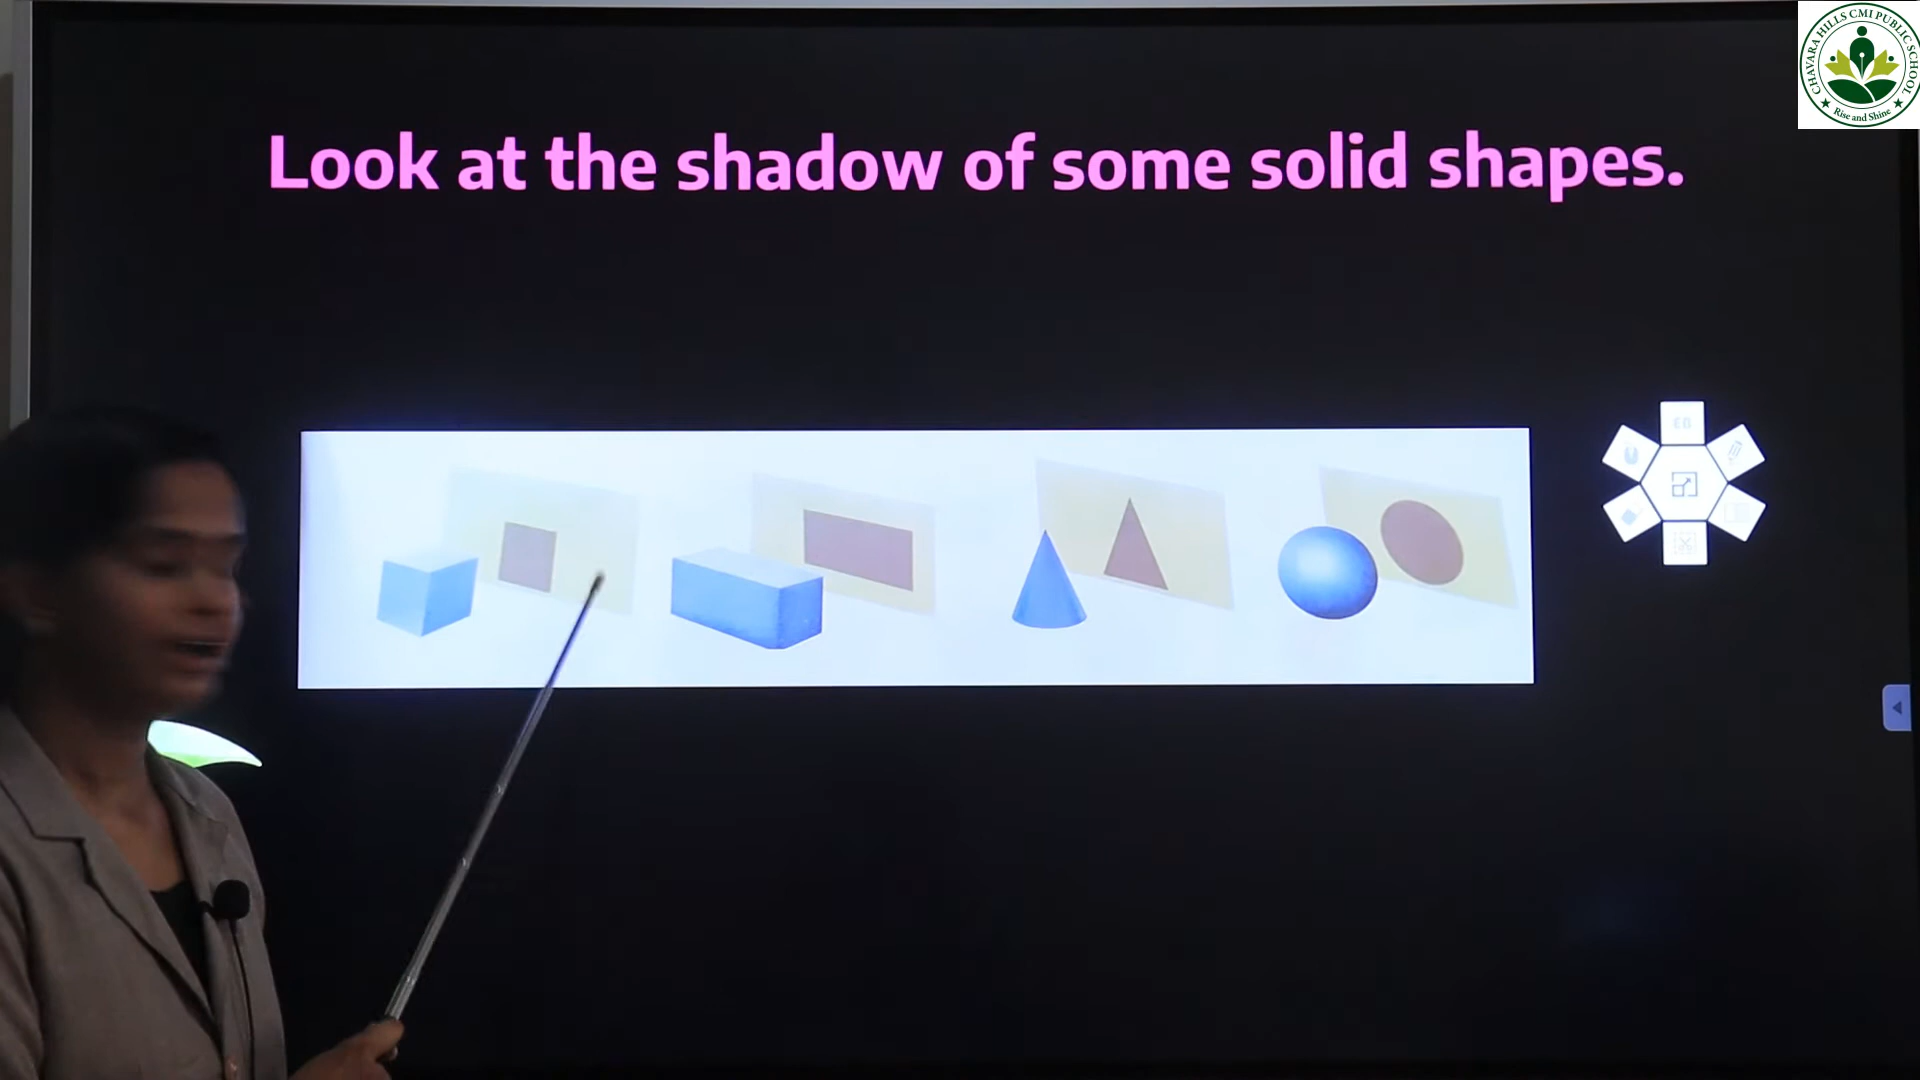 CHAVARA HILLS CMI PUBLIC SCHOOL
Rise and Shine
Look at the shadow of some solid shapes.